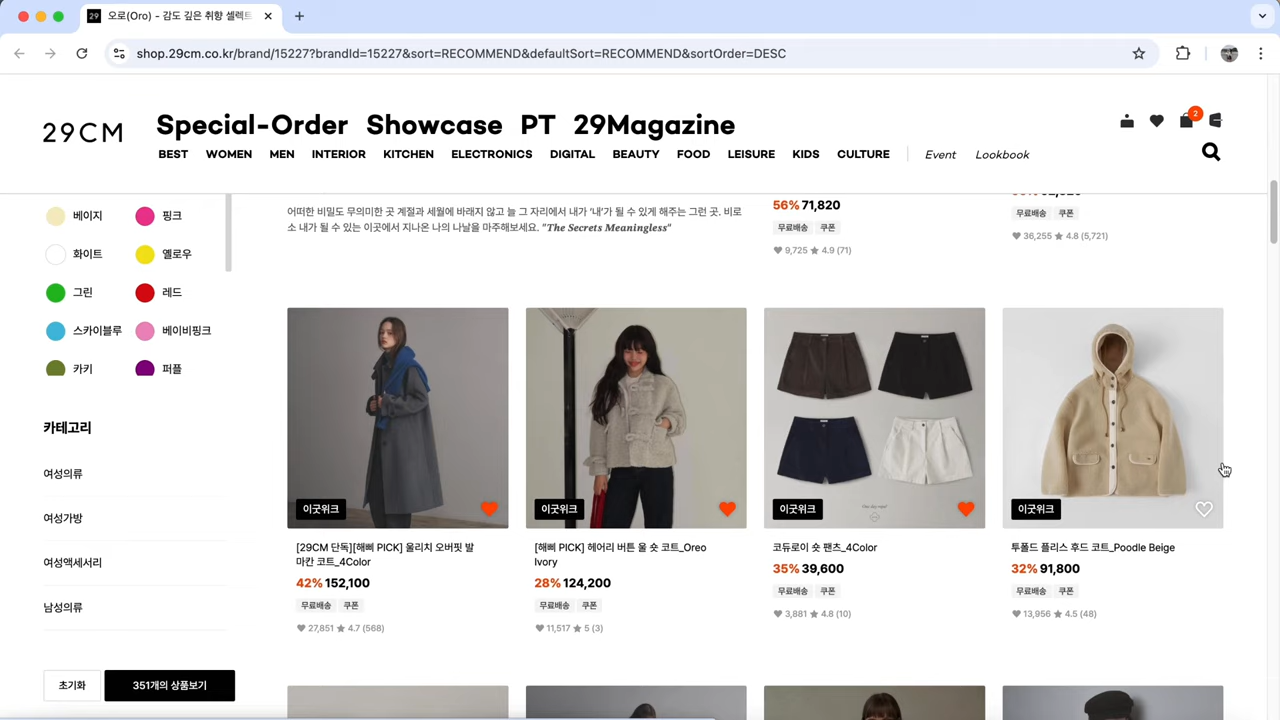 29
오로(Oro) - 감도 깊은 취향 셀렉트
shop.29cm.co.kr/brand/15227?brandId=15227&sort=RECOMMEND&defaultSort=RECOMMEND&sortOrder=DESC
29CM
Special-Order Showcase PT 29Magazine
2
BEST WOMEN MEN INTERIOR KITCHEN ELECTRONICS DIGITAL BEAUTY FOOD LEISURE KIDS CULTURE Event Lookbook
베이지 핑크
화이트 옐로우
그린 레드
스카이블루 베이비핑크
카키 퍼플
카테고리
여성의류
여성가방
여성액세서리
남성의류
초기화 351개의 상품보기
어떠한 비밀도 무의미한 곳 계절과 세월에 바래지 않고 늘 그 자리에서 내가 ‘내’가 될 수 있게 해주는 그런 곳. 비로
소 내가 될 수 있는 이곳에서 지나온 나의 나날을 마주해보세요. "The Secrets Meaningless"
56% 71,820
무료배송 쿠폰
9,725 4.9 (71)
무료배송 쿠폰
36,255 4.8 (5,721)
이굿위크
[29CM 단독][해삐 PICK] 울리치 오버핏 발
마칸 코트_4Color
42% 152,100
무료배송 쿠폰
27,851 4.7 (568)
이굿위크
[해삐 PICK] 헤어리 버튼 울 숏 코트_Oreo
Ivory
28% 124,200
무료배송 쿠폰
11,517 5 (3)
이굿위크
코듀로이 숏 팬츠_4Color
35% 39,600
무료배송 쿠폰
3,881 4.8 (10)
이굿위크
투폴드 플리스 후드 코트_Poodle Beige
32% 91,800
무료배송 쿠폰
13,956 4.5 (48)